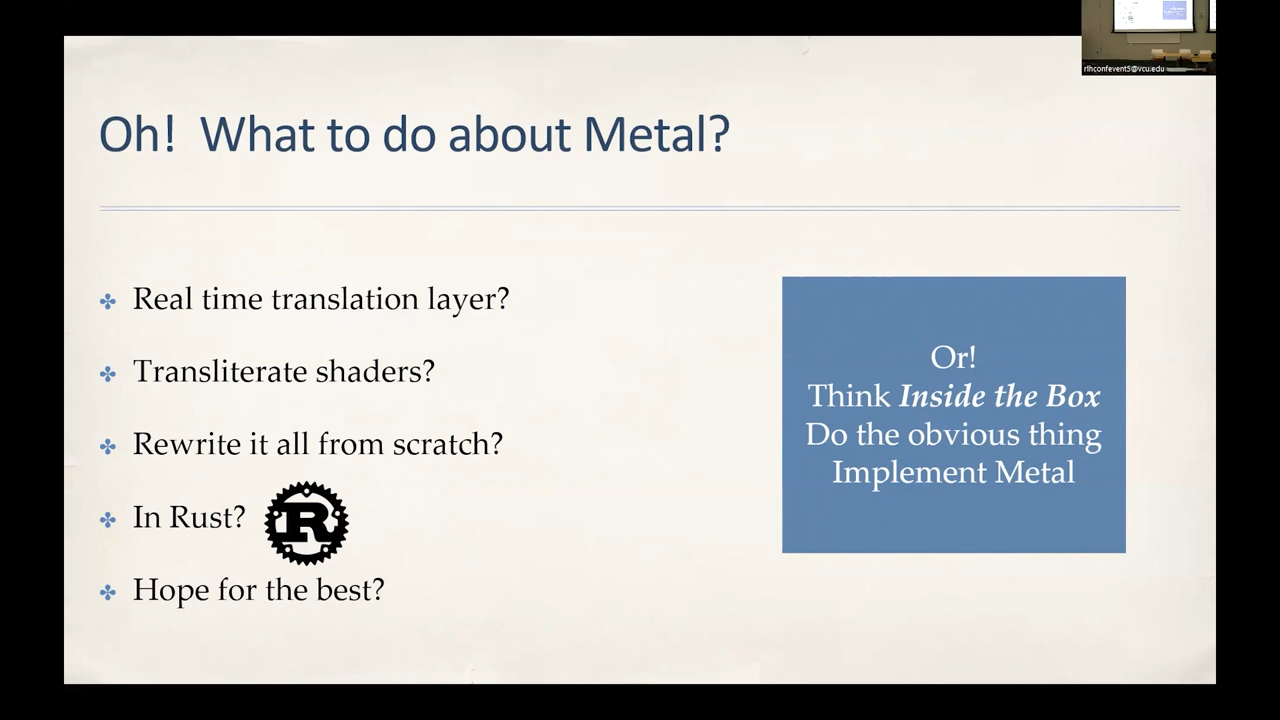 rlhconfevent5@vcu.edu
Oh! What to do about Metal?
Real time translation layer?
Transliterate shaders?
Rewrite it all from scratch?
In Rust?
R
Hope for the best?
Or!
Think Inside the Box
Do the obvious thing
Implement Metal